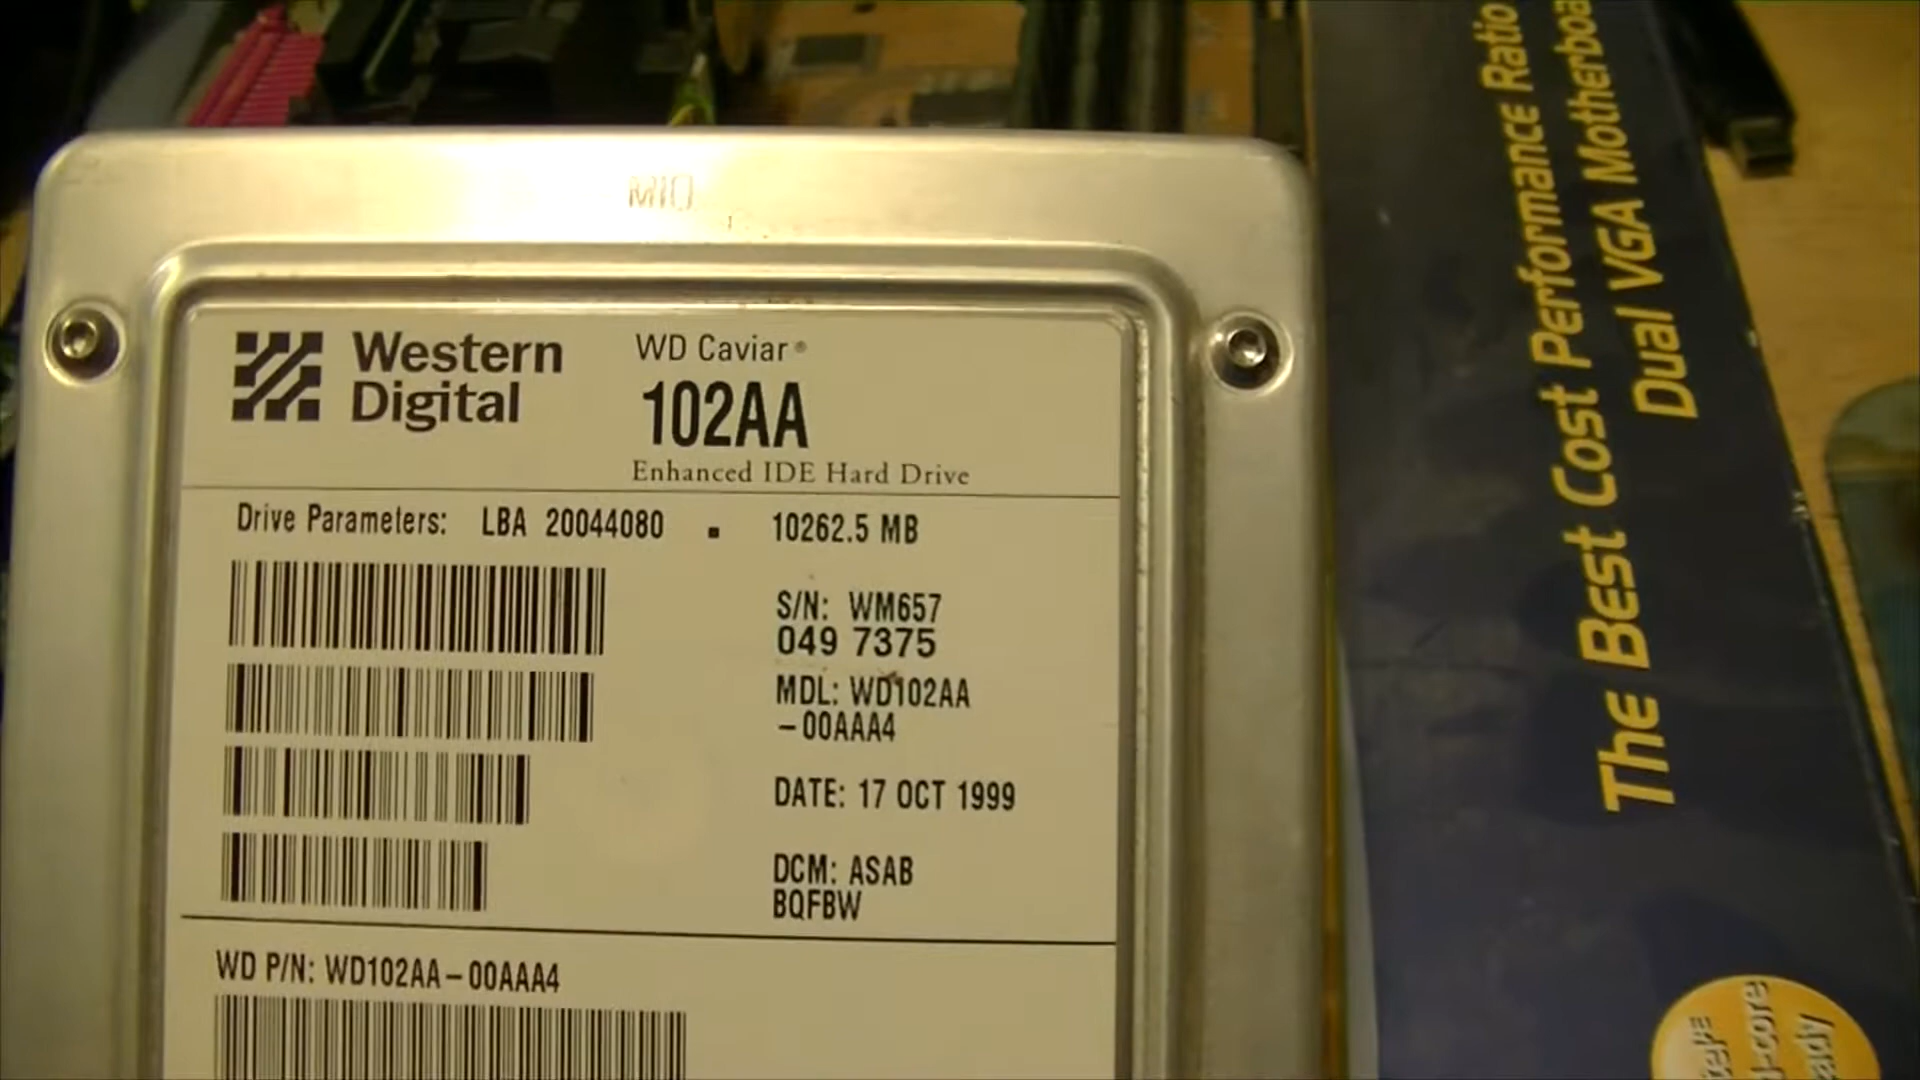 MIO
Western
Digital
WD Caviar®
102AA
Enhanced IDE Hard Drive
Drive Parameters: LBA 20044080 ▪ 10262.5 MB
S/N: WM657
049 7375
MDL: WD102AA
-00AAA4
DATE: 17 OCT 1999
DCM: ASAB
BQFBW
WD P/N: WD102AA-00AAA4
The Best Cost Performance Ratio
Dual VGA